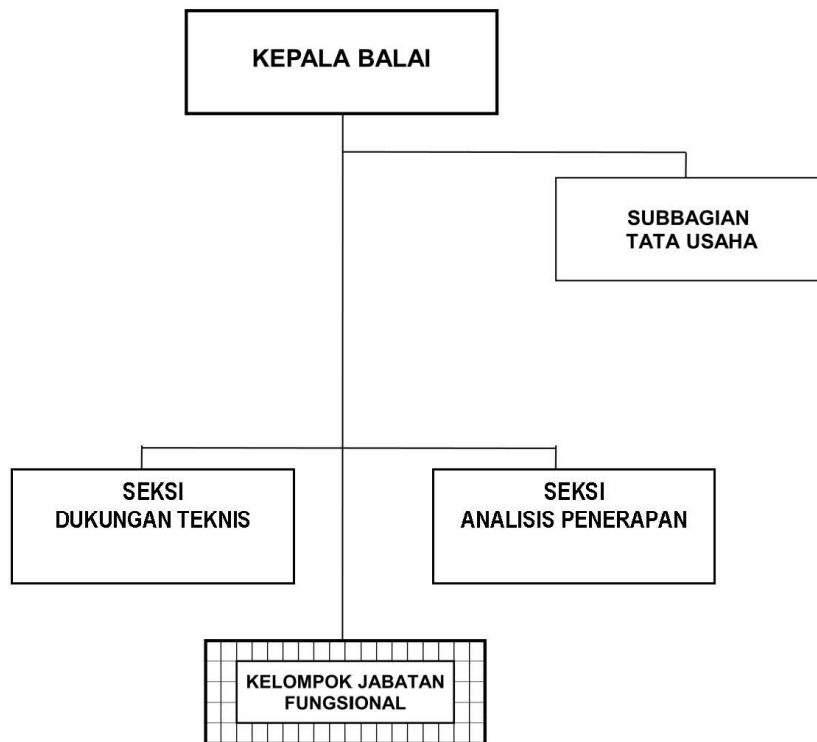 KEPALA BALAI
SUBBAGIAN
TATA USAHA
SEKSI
DUKUNGAN TEKNIS
SEKSI
ANALISIS PENERAPAN
KELOMPOK JABATAN
FUNGSIONAL